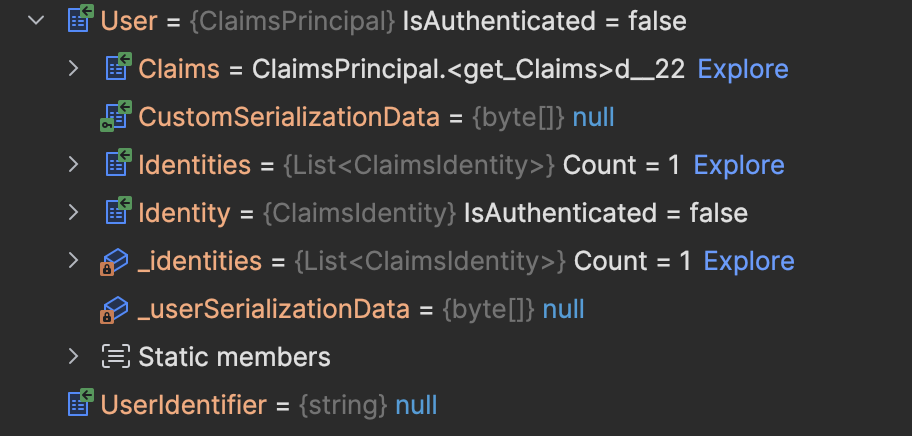 User = {ClaimsPrincipal} IsAuthenticated = false
Claims = ClaimsPrincipal.<get_Claims>d__22 Explore
CustomSerializationData = {byte[]} null
Identities = {List<ClaimsIdentity>} Count = 1 Explore
Identity = {ClaimsIdentity} IsAuthenticated = false
_identities = {List<ClaimsIdentity>} Count = 1 Explore
_userSerializationData = {byte[]} null
Static members
UserIdentifier = {string} null